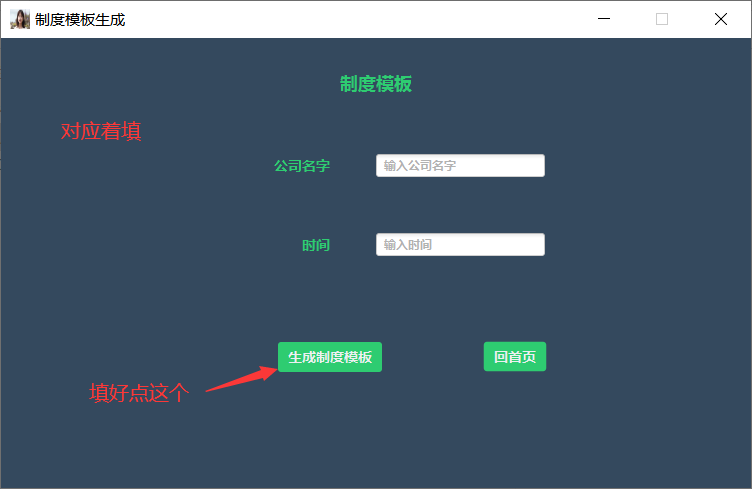 制度模板生成
制度模板
对应着填
公司名字
输入公司名字
时间
输入时间
生成制度模板
回首页
填好点这个